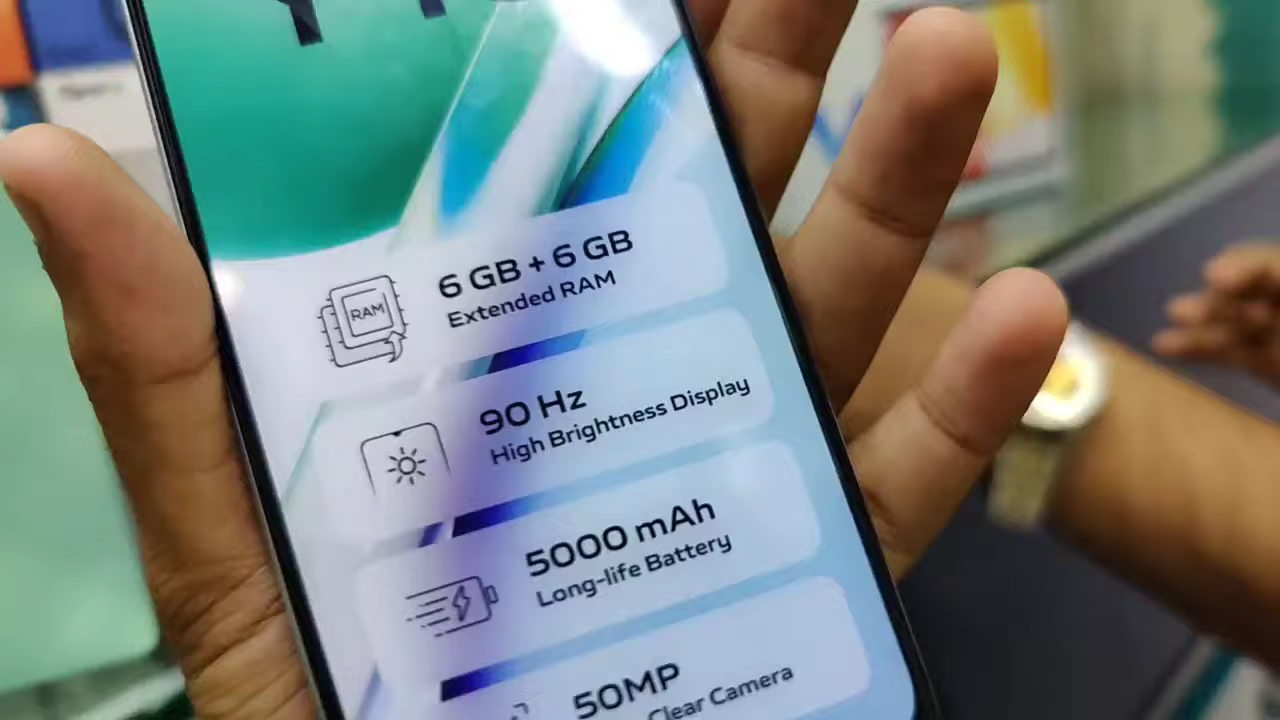 RAM
6 GB + 6 GB
Extended RAM
90 Hz
High Brightness Display
5000 mAh
Long-life Battery
50MP
Clear Camera